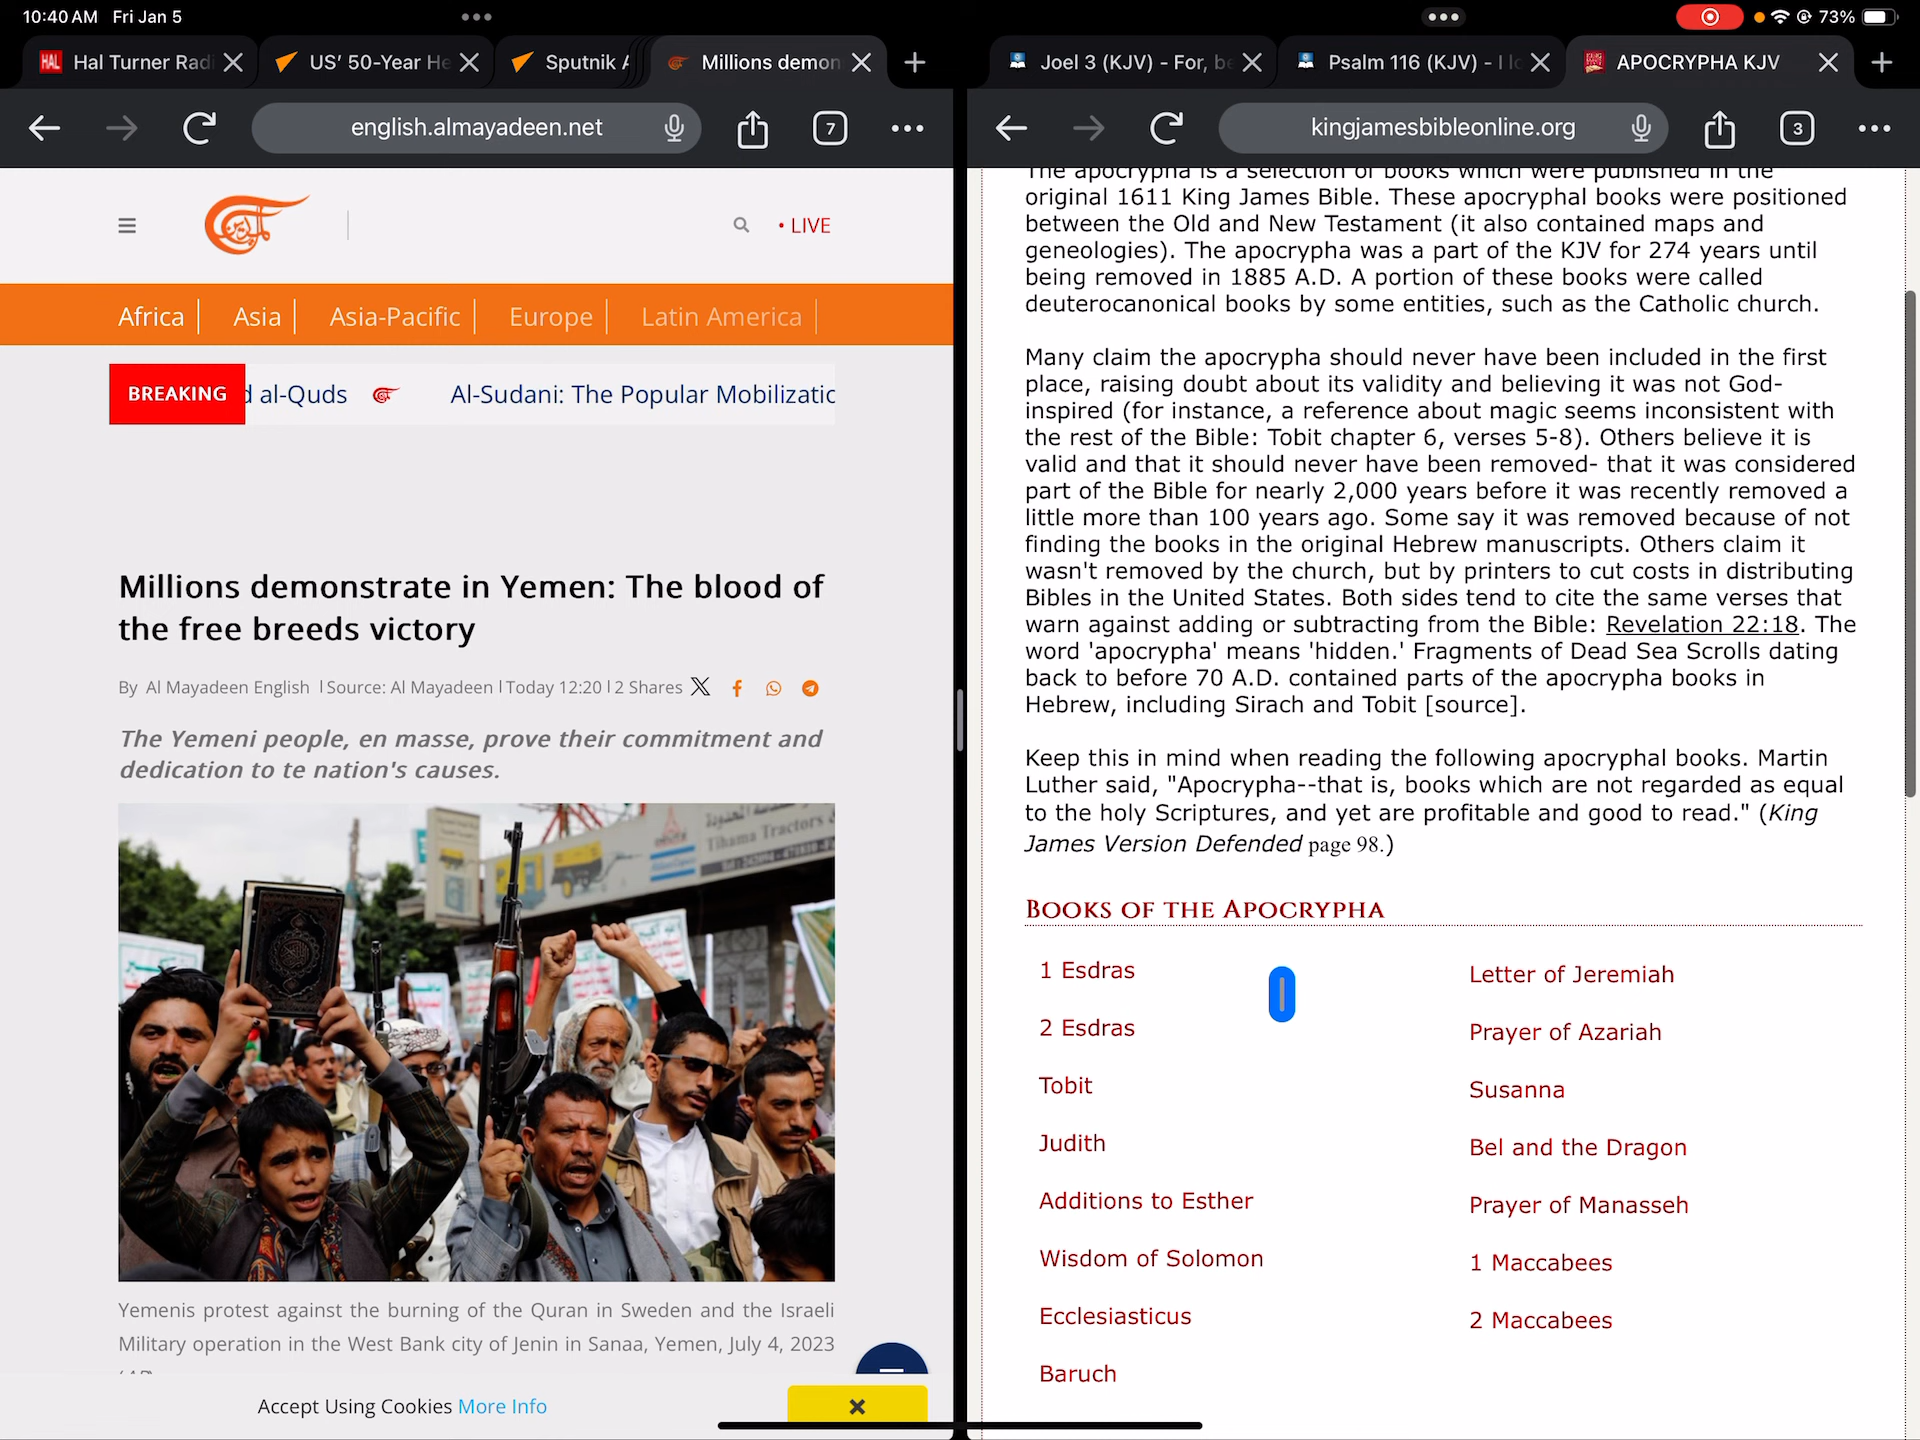 10:40 AM Fri Jan 5
73%
HAL Hal Turner Rad
US' 50-Year He
Sputnik A
Millions demon
english.almayadeen.net
7
LIVE
Africa
Asia
Asia-Pacific
Europe
Latin America
BREAKING
d al-Quds
Al-Sudani: The Popular Mobilizatic
Millions demonstrate in Yemen: The blood of
the free breeds victory
By Al Mayadeen English | Source: Al Mayadeen | Today 12:20 | 2 Shares
The Yemeni people, en masse, prove their commitment and
dedication to te nation's causes.
Tihama Tractors &
Yemenis protest against the burning of the Quran in Sweden and the Israeli
Military operation in the West Bank city of Jenin in Sanaa, Yemen, July 4, 2023
Accept Using Cookies More Info
Joel 3 (KJV) - For, be
Psalm 116 (KJV) - I lo
APOCRYPHA KJV
kingjamesbibleonline.org
3
The apocrypha is a selection of books which were published in the
original 1611 King James Bible. These apocryphal books were positioned
between the Old and New Testament (it also contained maps and
geneologies). The apocrypha was a part of the KJV for 274 years until
being removed in 1885 A.D. A portion of these books were called
deuterocanonical books by some entities, such as the Catholic church.
Many claim the apocrypha should never have been included in the first
place, raising doubt about its validity and believing it was not God-
inspired (for instance, a reference about magic seems inconsistent with
the rest of the Bible: Tobit chapter 6, verses 5-8). Others believe it is
valid and that it should never have been removed- that it was considered
part of the Bible for nearly 2,000 years before it was recently removed a
little more than 100 years ago. Some say it was removed because of not
finding the books in the original Hebrew manuscripts. Others claim it
wasn't removed by the church, but by printers to cut costs in distributing
Bibles in the United States. Both sides tend to cite the same verses that
warn against adding or subtracting from the Bible: Revelation 22:18. The
word 'apocrypha' means 'hidden.' Fragments of Dead Sea Scrolls dating
back to before 70 A.D. contained parts of the apocrypha books in
Hebrew, including Sirach and Tobit [source].
Keep this in mind when reading the following apocryphal books. Martin
Luther said, "Apocrypha--that is, books which are not regarded as equal
to the holy Scriptures, and yet are profitable and good to read." (King
James Version Defended page 98.)
BOOKS OF THE APOCRYPHA
1 Esdras
2 Esdras
Tobit
Judith
Additions to Esther
Wisdom of Solomon
Ecclesiasticus
Baruch
Letter of Jeremiah
Prayer of Azariah
Susanna
Bel and the Dragon
Prayer of Manasseh
1 Maccabees
2 Maccabees